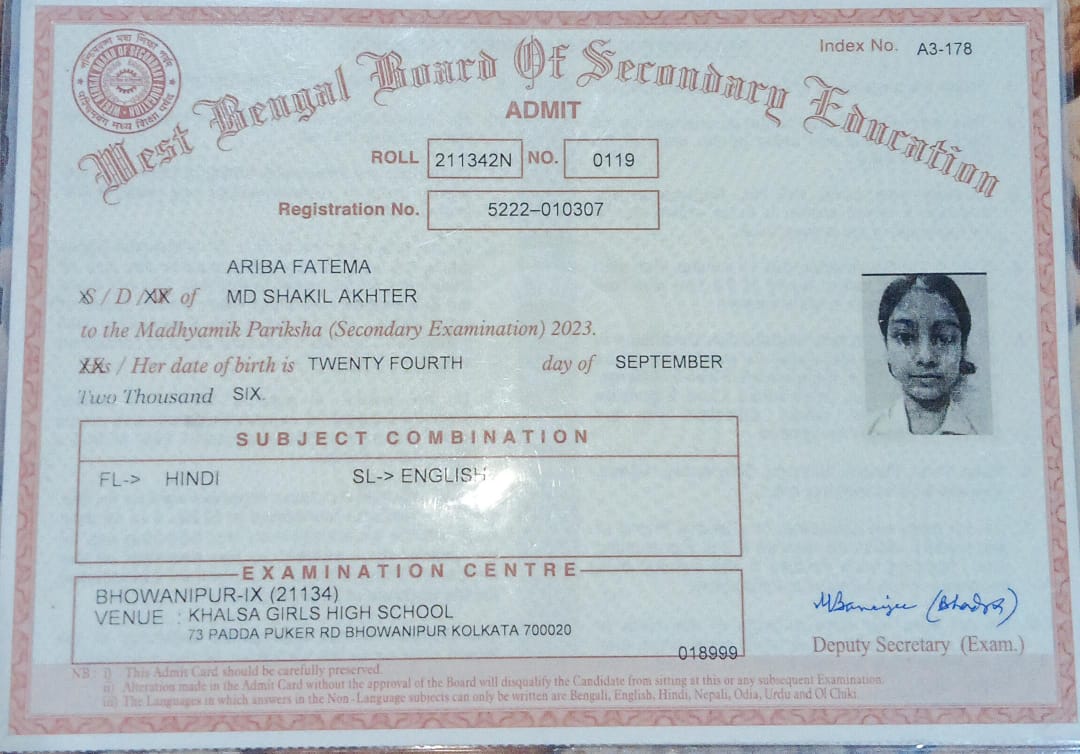 Index No. A3-178
West Bengal Board Of Secondary Education
ADMIT
ROLL 211342N NO. 0119
Registration No. 5222–010307
ARIBA FATEMA
S / D / of MD SHAKIL AKHTER
to the Madhyamik Pariksha (Secondary Examination) 2023.
/ Her date of birth is TWENTY FOURTH day of SEPTEMBER
Two Thousand SIX.
SUBJECT COMBINATION
FL-> HINDI SL-> ENGLISH
EXAMINATION CENTRE
BHOWANIPUR-IX (21134)
VENUE : KHALSA GIRLS HIGH SCHOOL
73 PADDA PUKER RD BHOWANIPUR KOLKATA 700020
018999
Deputy Secretary (Exam.)
NB : i) This Admit Card should be carefully preserved.
ii) Alteration made in the Admit Card without the approval of the Board will disqualify the Candidate from sitting at this or any subsequent Examination.
iii) The Languages in which answers in the Non-Language subjects can only be written are Bengali, English, Hindi, Nepali, Odia, Urdu and Ol Chiki.